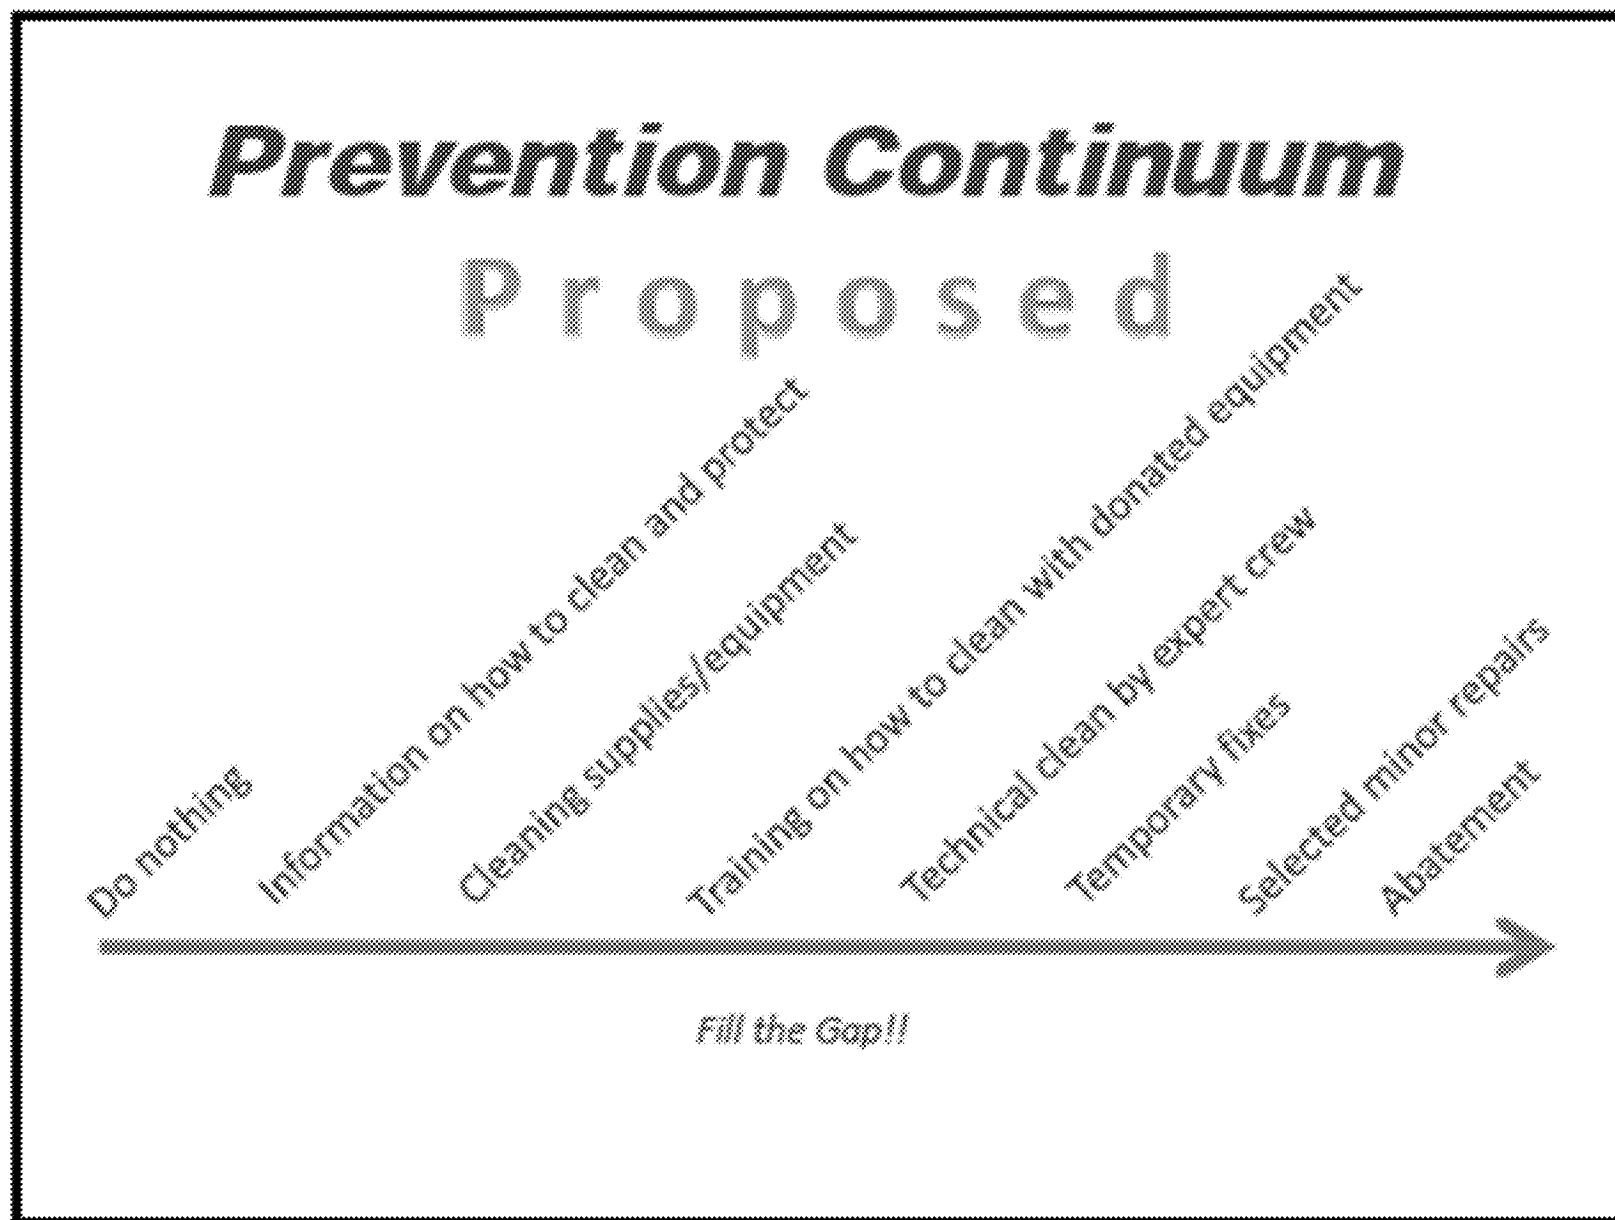 Prevention Continuum
Proposed
Do nothing
Information on how to clean and protect
Cleaning supplies/equipment
Training on how to clean with donated equipment
Technical clean by expert crew
Temporary fixes
Selected minor repairs
Abatement
Fill the Gap!!